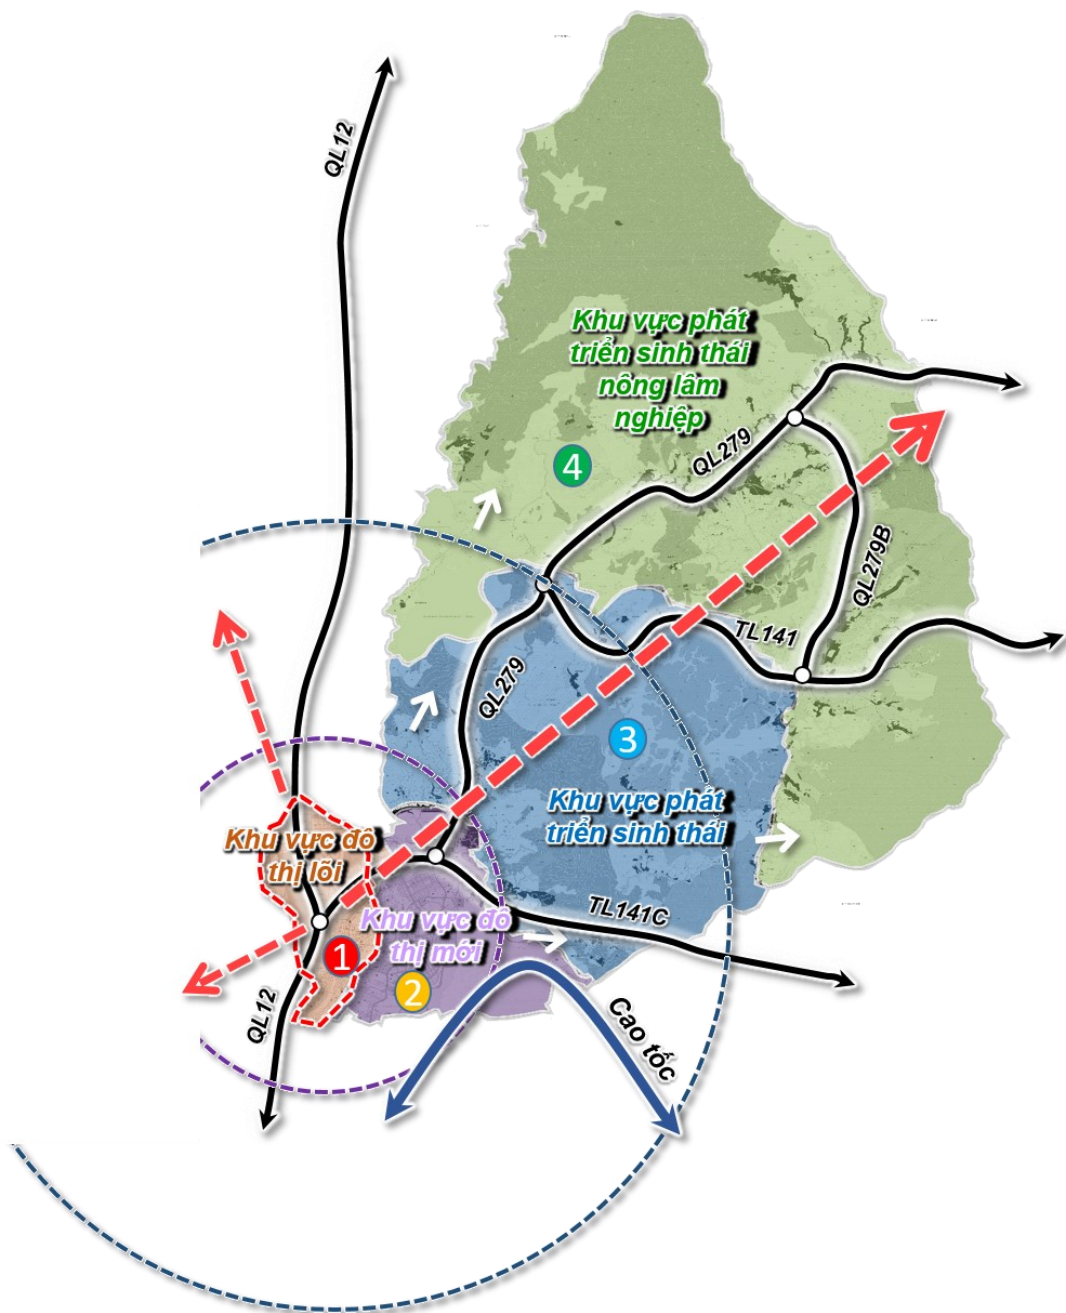 QL12
Khu vực phát
triển sinh thái
nông lâm
nghiệp
4
QL279
QL279B
TL141
QL279
3
Khu vực phát
triển sinh thái
Khu vực đô
thị lõi
TL141C
Khu vực đô
thị mới
1
2
QL12
Cao tốc